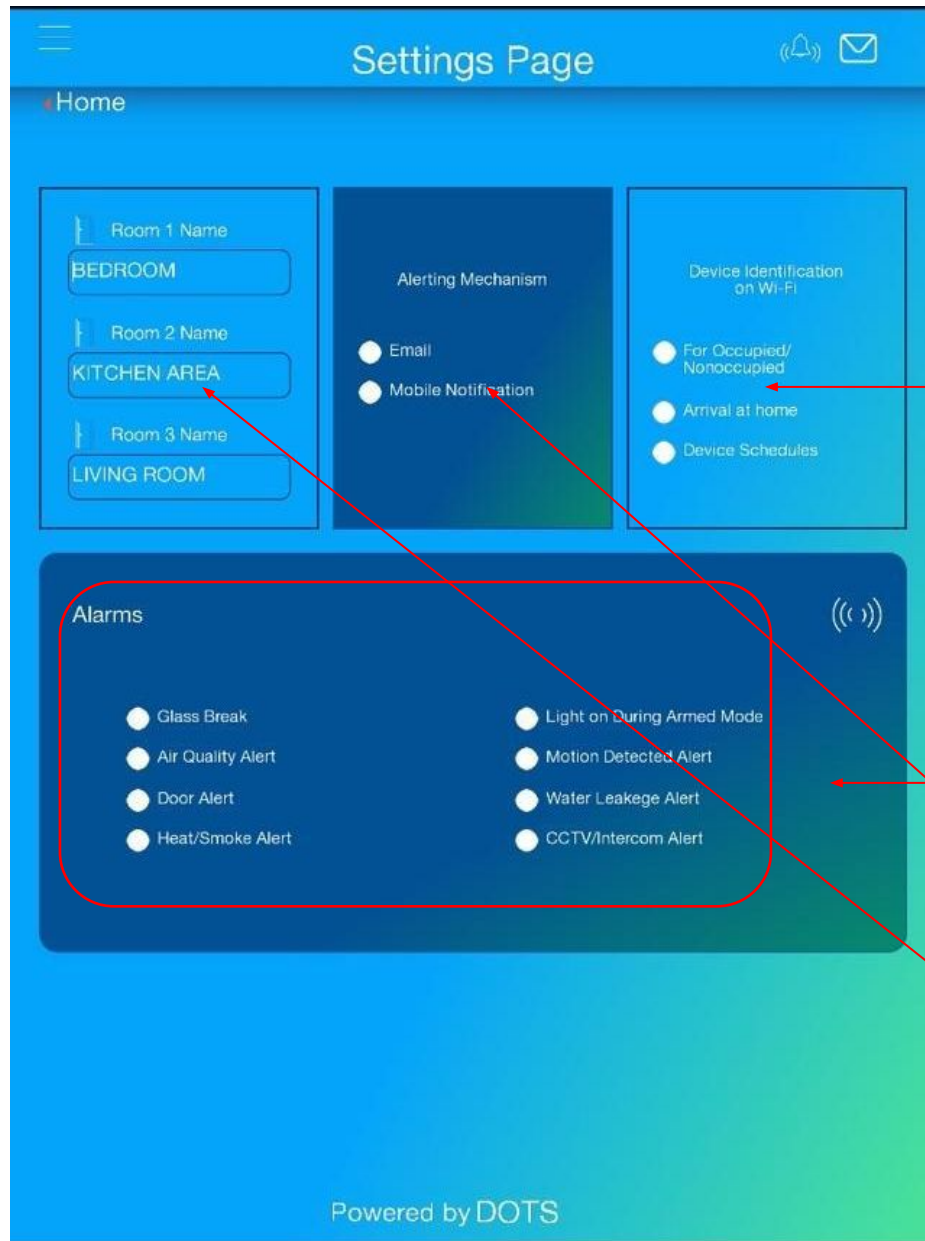 Settings Page
Home
Room 1 Name
BEDROOM
Room 2 Name
KITCHEN AREA
Room 3 Name
LIVING ROOM
Alerting Mechanism
Email
Mobile Notification
Device Identification
on Wi-Fi
For Occupied/
Nonoccupied
Arrival at home
Device Schedules
Alarms
Glass Break
Air Quality Alert
Door Alert
Heat/Smoke Alert
Light on During Armed Mode
Motion Detected Alert
Water Leakege Alert
CCTV/Intercom Alert
Powered by DOTS